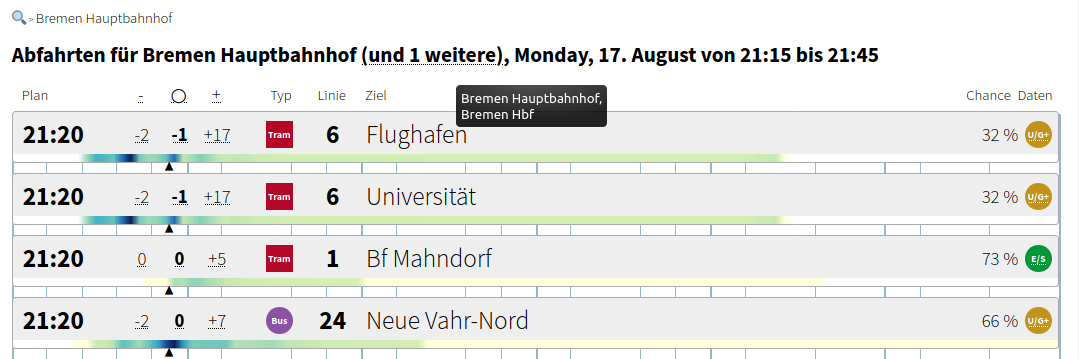 > Bremen Hauptbahnhof
Abfahrten für Bremen Hauptbahnhof (und 1 weitere), Monday, 17. August von 21:15 bis 21:45
Plan - ○ + Typ Linie Ziel Chance Daten
Bremen Hauptbahnhof,
Bremen Hbf
21:20 -2 -1 +17 Tram 6 Flughafen 32 % U/G+
21:20 -2 -1 +17 Tram 6 Universität 32 % U/G+
21:20 0 0 +5 Tram 1 Bf Mahndorf 73 % E/S
21:20 -2 0 +7 Bus 24 Neue Vahr-Nord 66 % U/G+